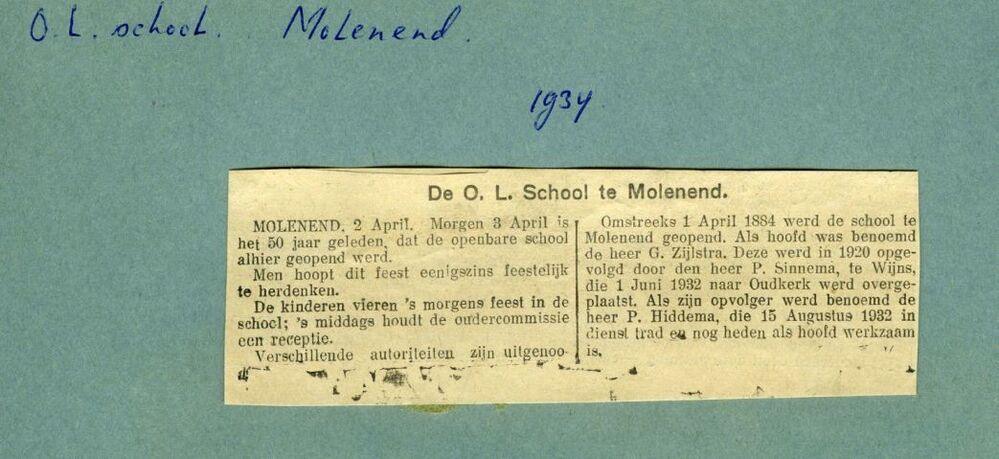 O. L. school. Molenend.
1934
De O. L. School te Molenend.
MOLENEND, 2 April. Morgen 3 April is
het 50 jaar geleden, dat de openbare school
alhier geopend werd.
Men hoopt dit feest eenigszins feestelijk
te herdenken.
De kinderen vieren 's morgens feest in de
school; 's middags houdt de oudercommissie
een receptie.
Verschillende autoriteiten zijn uitgenoo-
Omstreeks 1 April 1884 werd de school te
Molenend geopend. Als hoofd was benoemd
de heer G. Zijlstra. Deze werd in 1920 opge-
volgd door den heer P. Sinnema, te Wijns,
die 1 Juni 1932 naar Oudkerk werd overge-
plaatst. Als zijn opvolger werd benoemd de
heer P. Hiddema, die 15 Augustus 1932 in
dienst trad en nog heden als hoofd werkzaam
is.